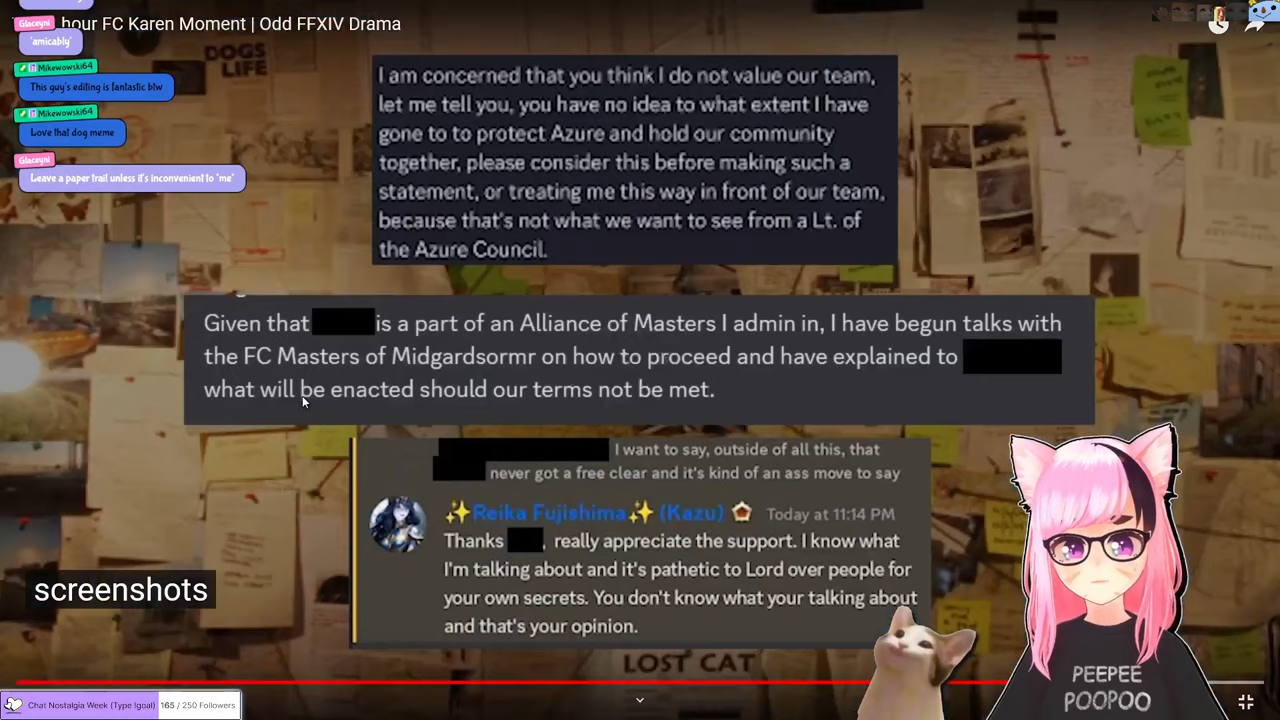 hour FC Karen Moment | Odd FFXIV Drama
Glaceyni
'amicably'
Mikewowski64
This guy's editing is fantastic btw
Mikewowski64
Love that dog meme
Glaceyni
Leave a paper trail unless it's inconvenient to "me"
DOGS
LIFE
I am concerned that you think I do not value our team,
let me tell you, you have no idea to what extent I have
gone to to protect Azure and hold our community
together, please consider this before making such a
statement, or treating me this way in front of our team,
because that's not what we want to see from a Lt. of
the Azure Council.
Given that is a part of an Alliance of Masters I admin in, I have begun talks with
the FC Masters of Midgardsormr on how to proceed and have explained to
what will be enacted should our terms not be met.
I want to say, outside of all this, that
never got a free clear and it's kind of an ass move to say
✨Reika Fujishima✨ (Kazu) Today at 11:14 PM
Thanks , really appreciate the support. I know what
I'm talking about and it's pathetic to Lord over people for
your own secrets. You don't know what your talking about
and that's your opinion.
screenshots
LOST CAT
PEEPEE
POOPOO
Chat Nostalgia Week (Type !goal) 165 / 250 Followers